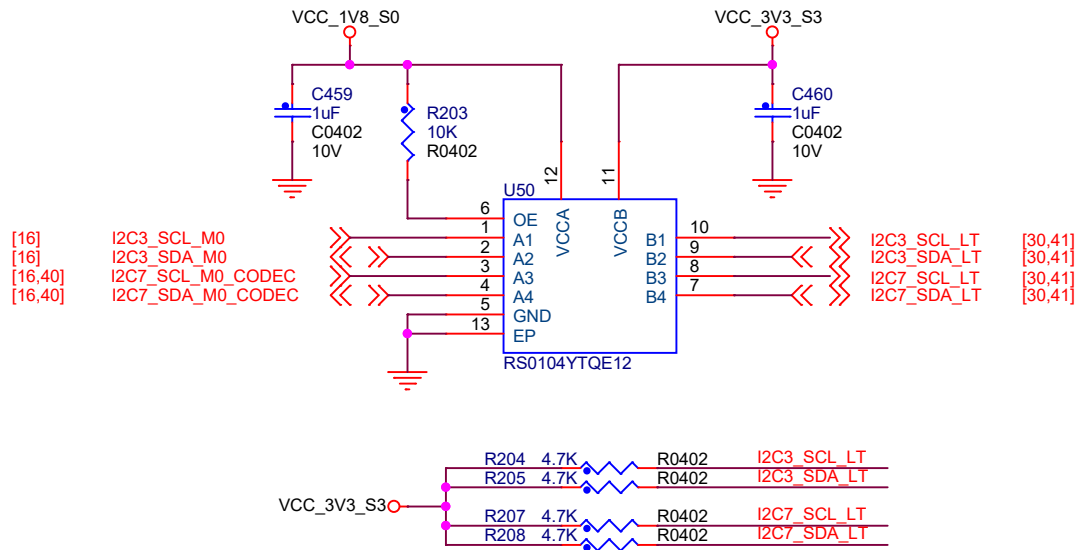 VCC_1V8_S0 VCC_3V3_S3
C459 C460
1uF R203 1uF
C0402 10K C0402
10V R0402 10V
12 11
U50
6 OE VCCA VCCB
[16] I2C3_SCL_M0 1 A1 B1 10 I2C3_SCL_LT [30,41]
[16] I2C3_SDA_M0 2 A2 B2 9 I2C3_SDA_LT [30,41]
[16,40] I2C7_SCL_M0_CODEC 3 A3 B3 8 I2C7_SCL_LT [30,41]
[16,40] I2C7_SDA_M0_CODEC 4 A4 B4 7 I2C7_SDA_LT [30,41]
5 GND
13 EP
RS0104YTQE12
R204 4.7K R0402 I2C3_SCL_LT
R205 4.7K R0402 I2C3_SDA_LT
VCC_3V3_S3
R207 4.7K R0402 I2C7_SCL_LT
R208 4.7K R0402 I2C7_SDA_LT